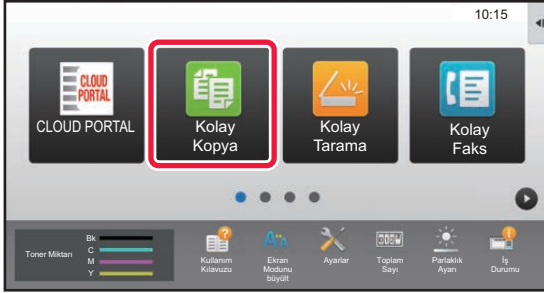 10:15
CLOUD
PORTAL
CLOUD PORTAL
Kolay
Kopya
Kolay
Tarama
Kolay
Faks
Toner Miktarı
Bk
C
M
Y
Kullanım
Kılavuzu
Ekran
Modunu
büyült
Ayarlar
Toplam
Sayı
Parlaklık
Ayarı
İş
Durumu